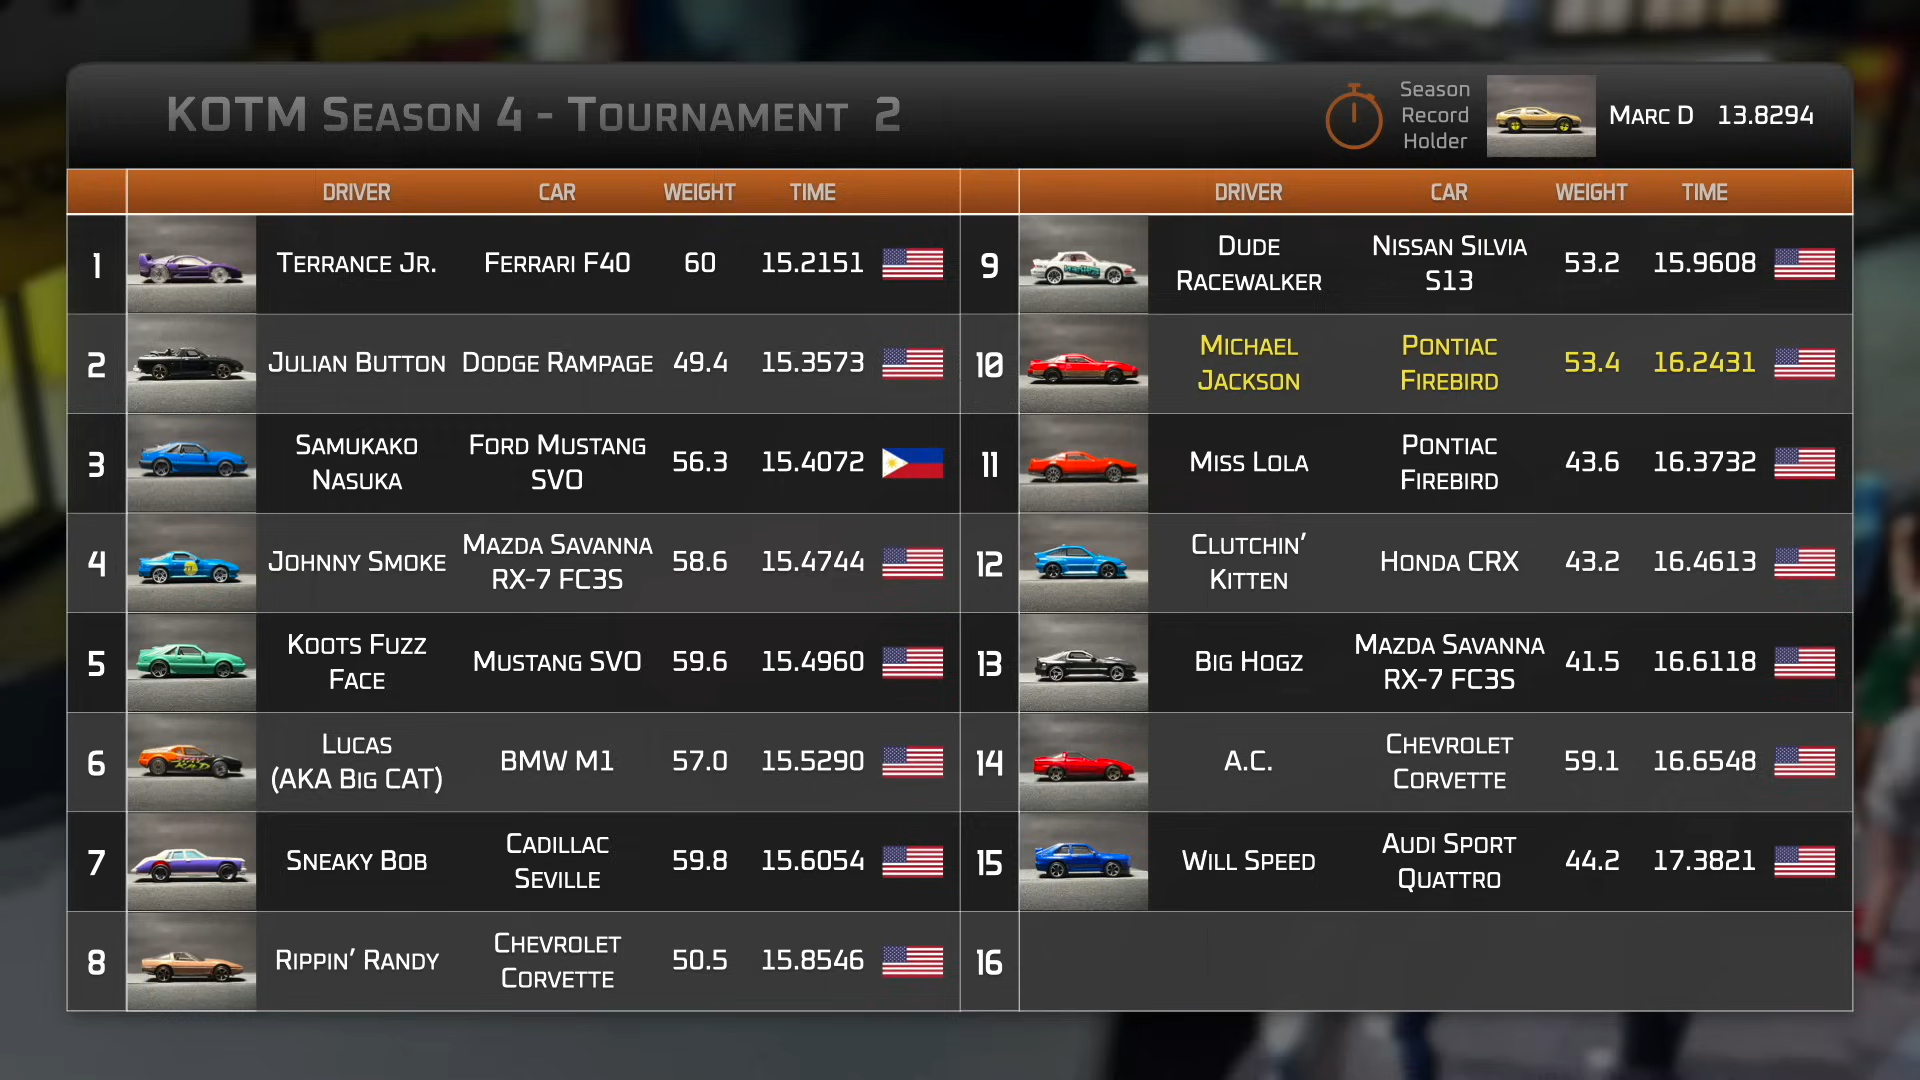 KOTM Season 4 - Tournament 2
Season
Record
Holder
Marc D 13.8294
DRIVER CAR WEIGHT TIME
1 Terrance Jr. Ferrari F40 60 15.2151
2 Julian Button Dodge Rampage 49.4 15.3573
3 Samukako
Nasuka Ford Mustang
SVO 56.3 15.4072
4 Johnny Smoke Mazda Savanna
RX-7 FC3S 58.6 15.4744
5 Koots Fuzz
Face Mustang SVO 59.6 15.4960
6 Lucas
(AKA Big CAT) BMW M1 57.0 15.5290
7 Sneaky Bob Cadillac
Seville 59.8 15.6054
8 Rippin' Randy Chevrolet
Corvette 50.5 15.8546
DRIVER CAR WEIGHT TIME
9 Dude
Racewalker Nissan Silvia
S13 53.2 15.9608
10 Michael
Jackson Pontiac
Firebird 53.4 16.2431
11 Miss Lola Pontiac
Firebird 43.6 16.3732
12 Clutchin'
Kitten Honda CRX 43.2 16.4613
13 Big Hogz Mazda Savanna
RX-7 FC3S 41.5 16.6118
14 A.C. Chevrolet
Corvette 59.1 16.6548
15 Will Speed Audi Sport
Quattro 44.2 17.3821
16